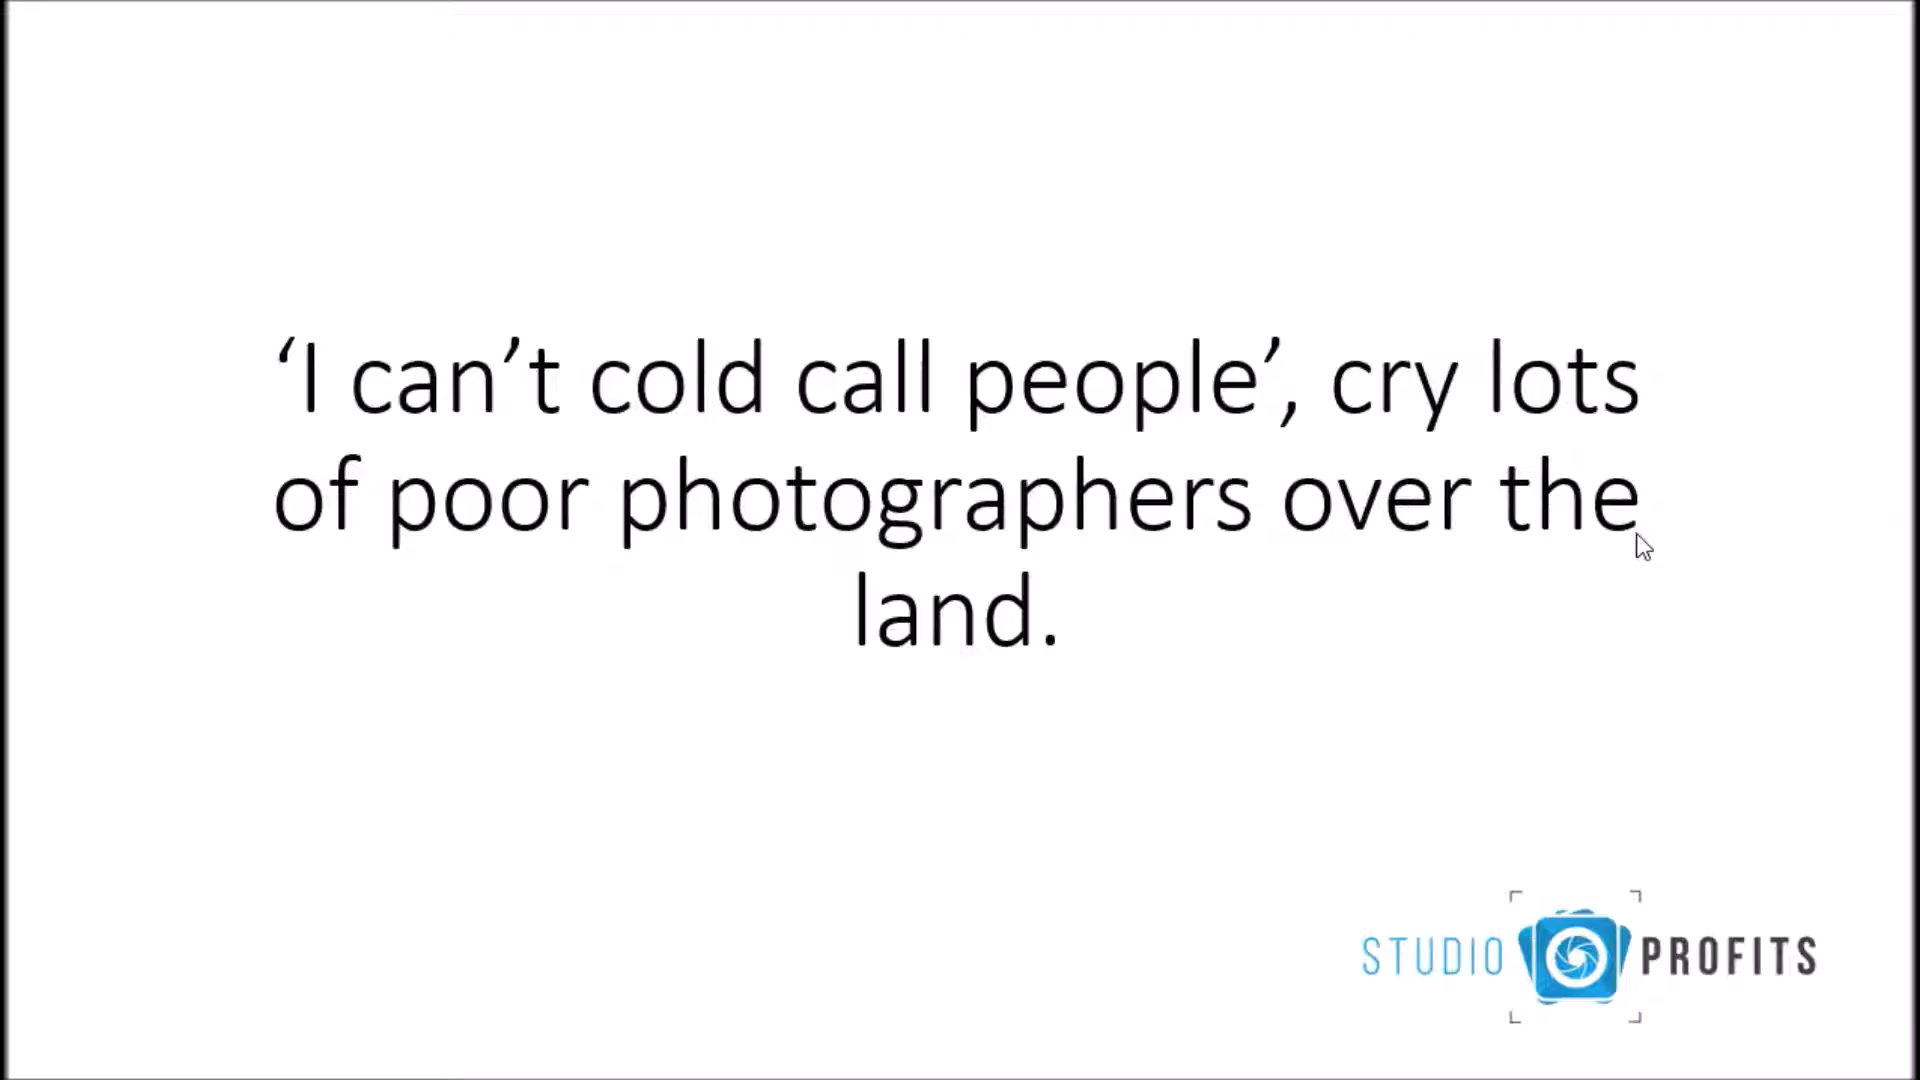 ‘I can’t cold call people’, cry lots
of poor photographers over the
land.
STUDIO PROFITS